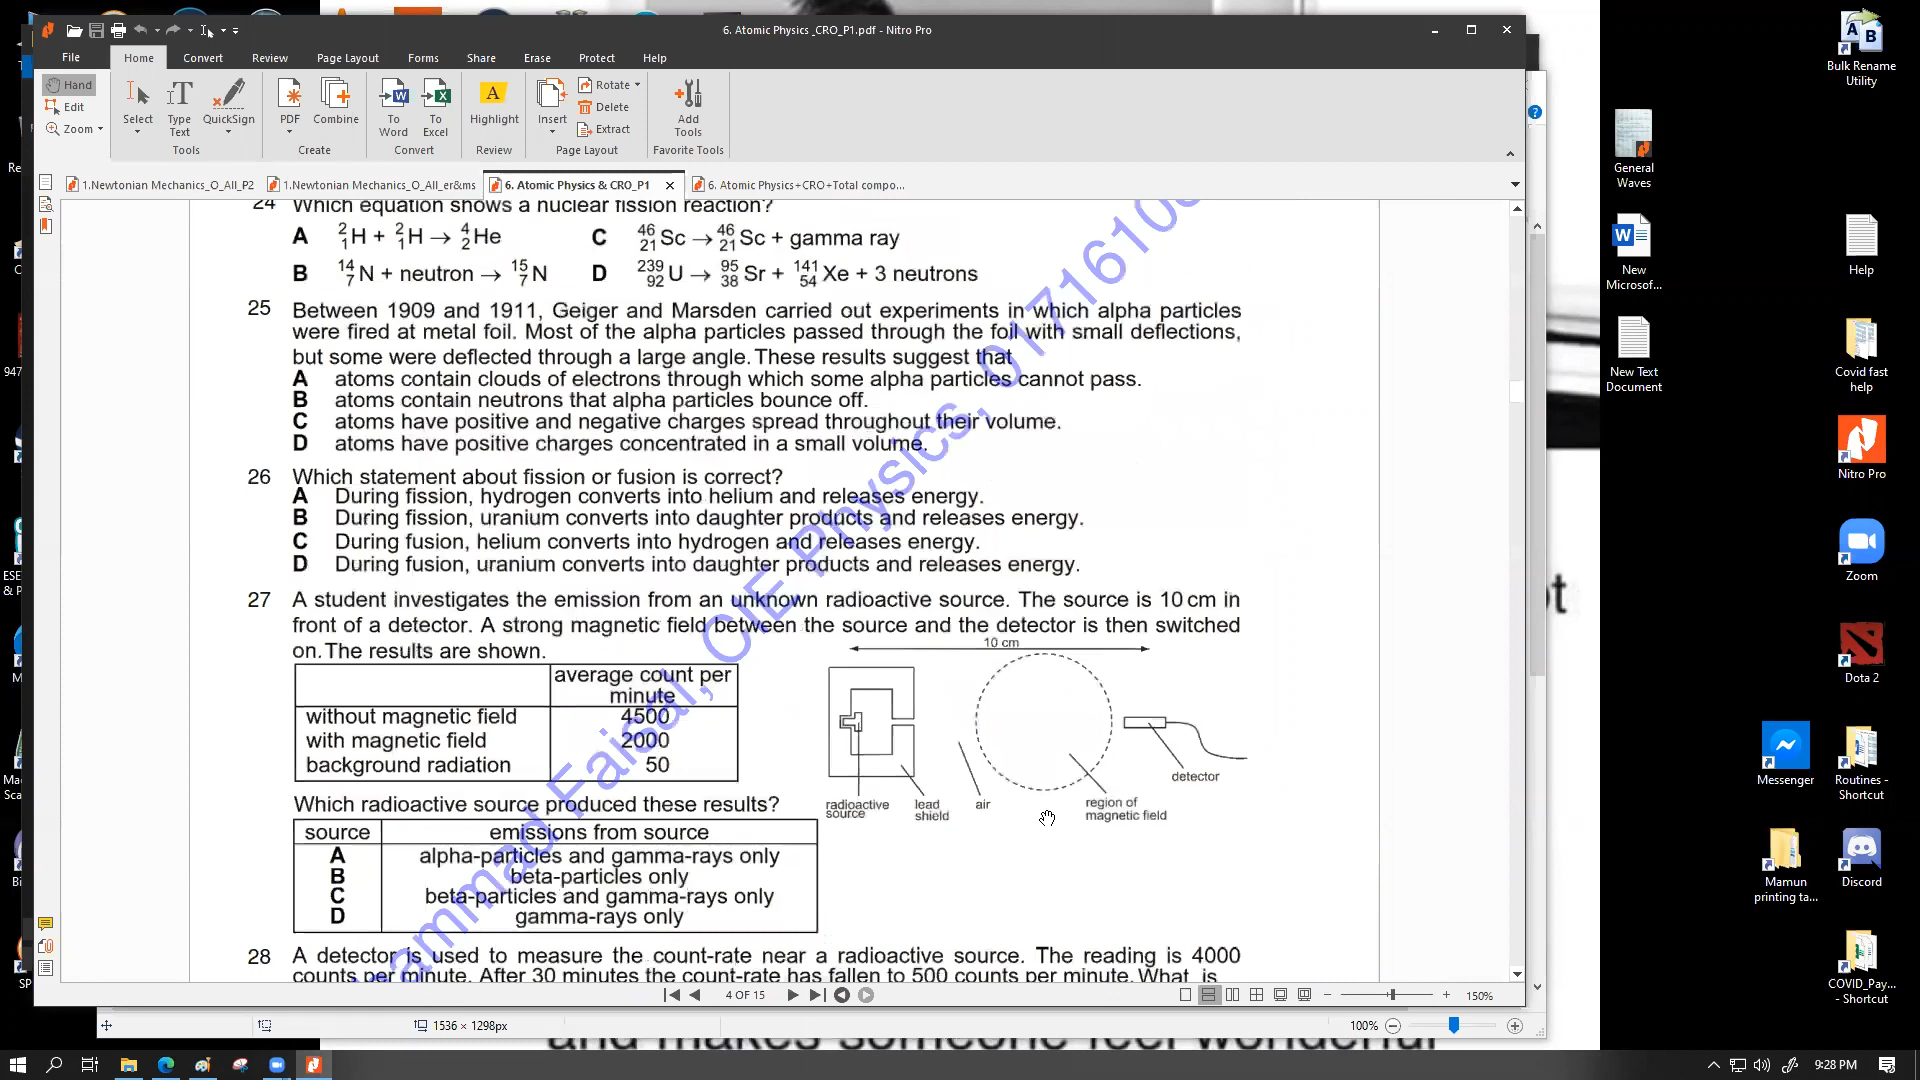 6. Atomic Physics _CRO_P1.pdf - Nitro Pro
File Home Convert Review Page Layout Forms Share Erase Protect Help
Hand
Edit
Zoom
Select
Type Text
QuickSign
Tools
PDF
Combine
Create
To Word
To Excel
Convert
Highlight
Review
Insert
Rotate
Delete
Extract
Page Layout
Add Tools
Favorite Tools
1.Newtonian Mechanics_O_All_P2
1.Newtonian Mechanics_O_All_er&ms
6. Atomic Physics & CRO_P1
6. Atomic Physics+CRO+Total compo...
24 Which equation shows a nuclear fission reaction?
A ²₁H + ²₁H → ⁴₂He
C ⁴⁶₂₁Sc → ⁴⁶₂₁Sc + gamma ray
B ¹⁴₇N + neutron → ¹⁵₇N
D ²³⁹₉₂U → ⁹⁵₃₈Sr + ¹⁴¹₅₄Xe + 3 neutrons
25 Between 1909 and 1911, Geiger and Marsden carried out experiments in which alpha particles
were fired at metal foil. Most of the alpha particles passed through the foil with small deflections,
but some were deflected through a large angle. These results suggest that
A atoms contain clouds of electrons through which some alpha particles cannot pass.
B atoms contain neutrons that alpha particles bounce off.
C atoms have positive and negative charges spread throughout their volume.
D atoms have positive charges concentrated in a small volume.
26 Which statement about fission or fusion is correct?
A During fission, hydrogen converts into helium and releases energy.
B During fission, uranium converts into daughter products and releases energy.
C During fusion, helium converts into hydrogen and releases energy.
D During fusion, uranium converts into daughter products and releases energy.
27 A student investigates the emission from an unknown radioactive source. The source is 10 cm in
front of a detector. A strong magnetic field between the source and the detector is then switched
on. The results are shown.
average count per minute
without magnetic field 4500
with magnetic field 2000
background radiation 50
10 cm
radioactive source
lead shield
air
region of magnetic field
detector
Which radioactive source produced these results?
source emissions from source
A alpha-particles and gamma-rays only
B beta-particles only
C beta-particles and gamma-rays only
D gamma-rays only
28 A detector is used to measure the count-rate near a radioactive source. The reading is 4000
counts per minute. After 30 minutes the count-rate has fallen to 500 counts per minute. What is
ammad Faisal, CIE Physics, 0171610
4 OF 15
150%
1536 × 1298px
100%
and makes someone feel wonderful
Bulk Rename Utility
General Waves
New Microsof...
Help
New Text Document
Covid fast help
Nitro Pro
Zoom
Dota 2
Messenger
Routines - Shortcut
Mamun printing ta...
Discord
COVID_Pay... - Shortcut
9:28 PM